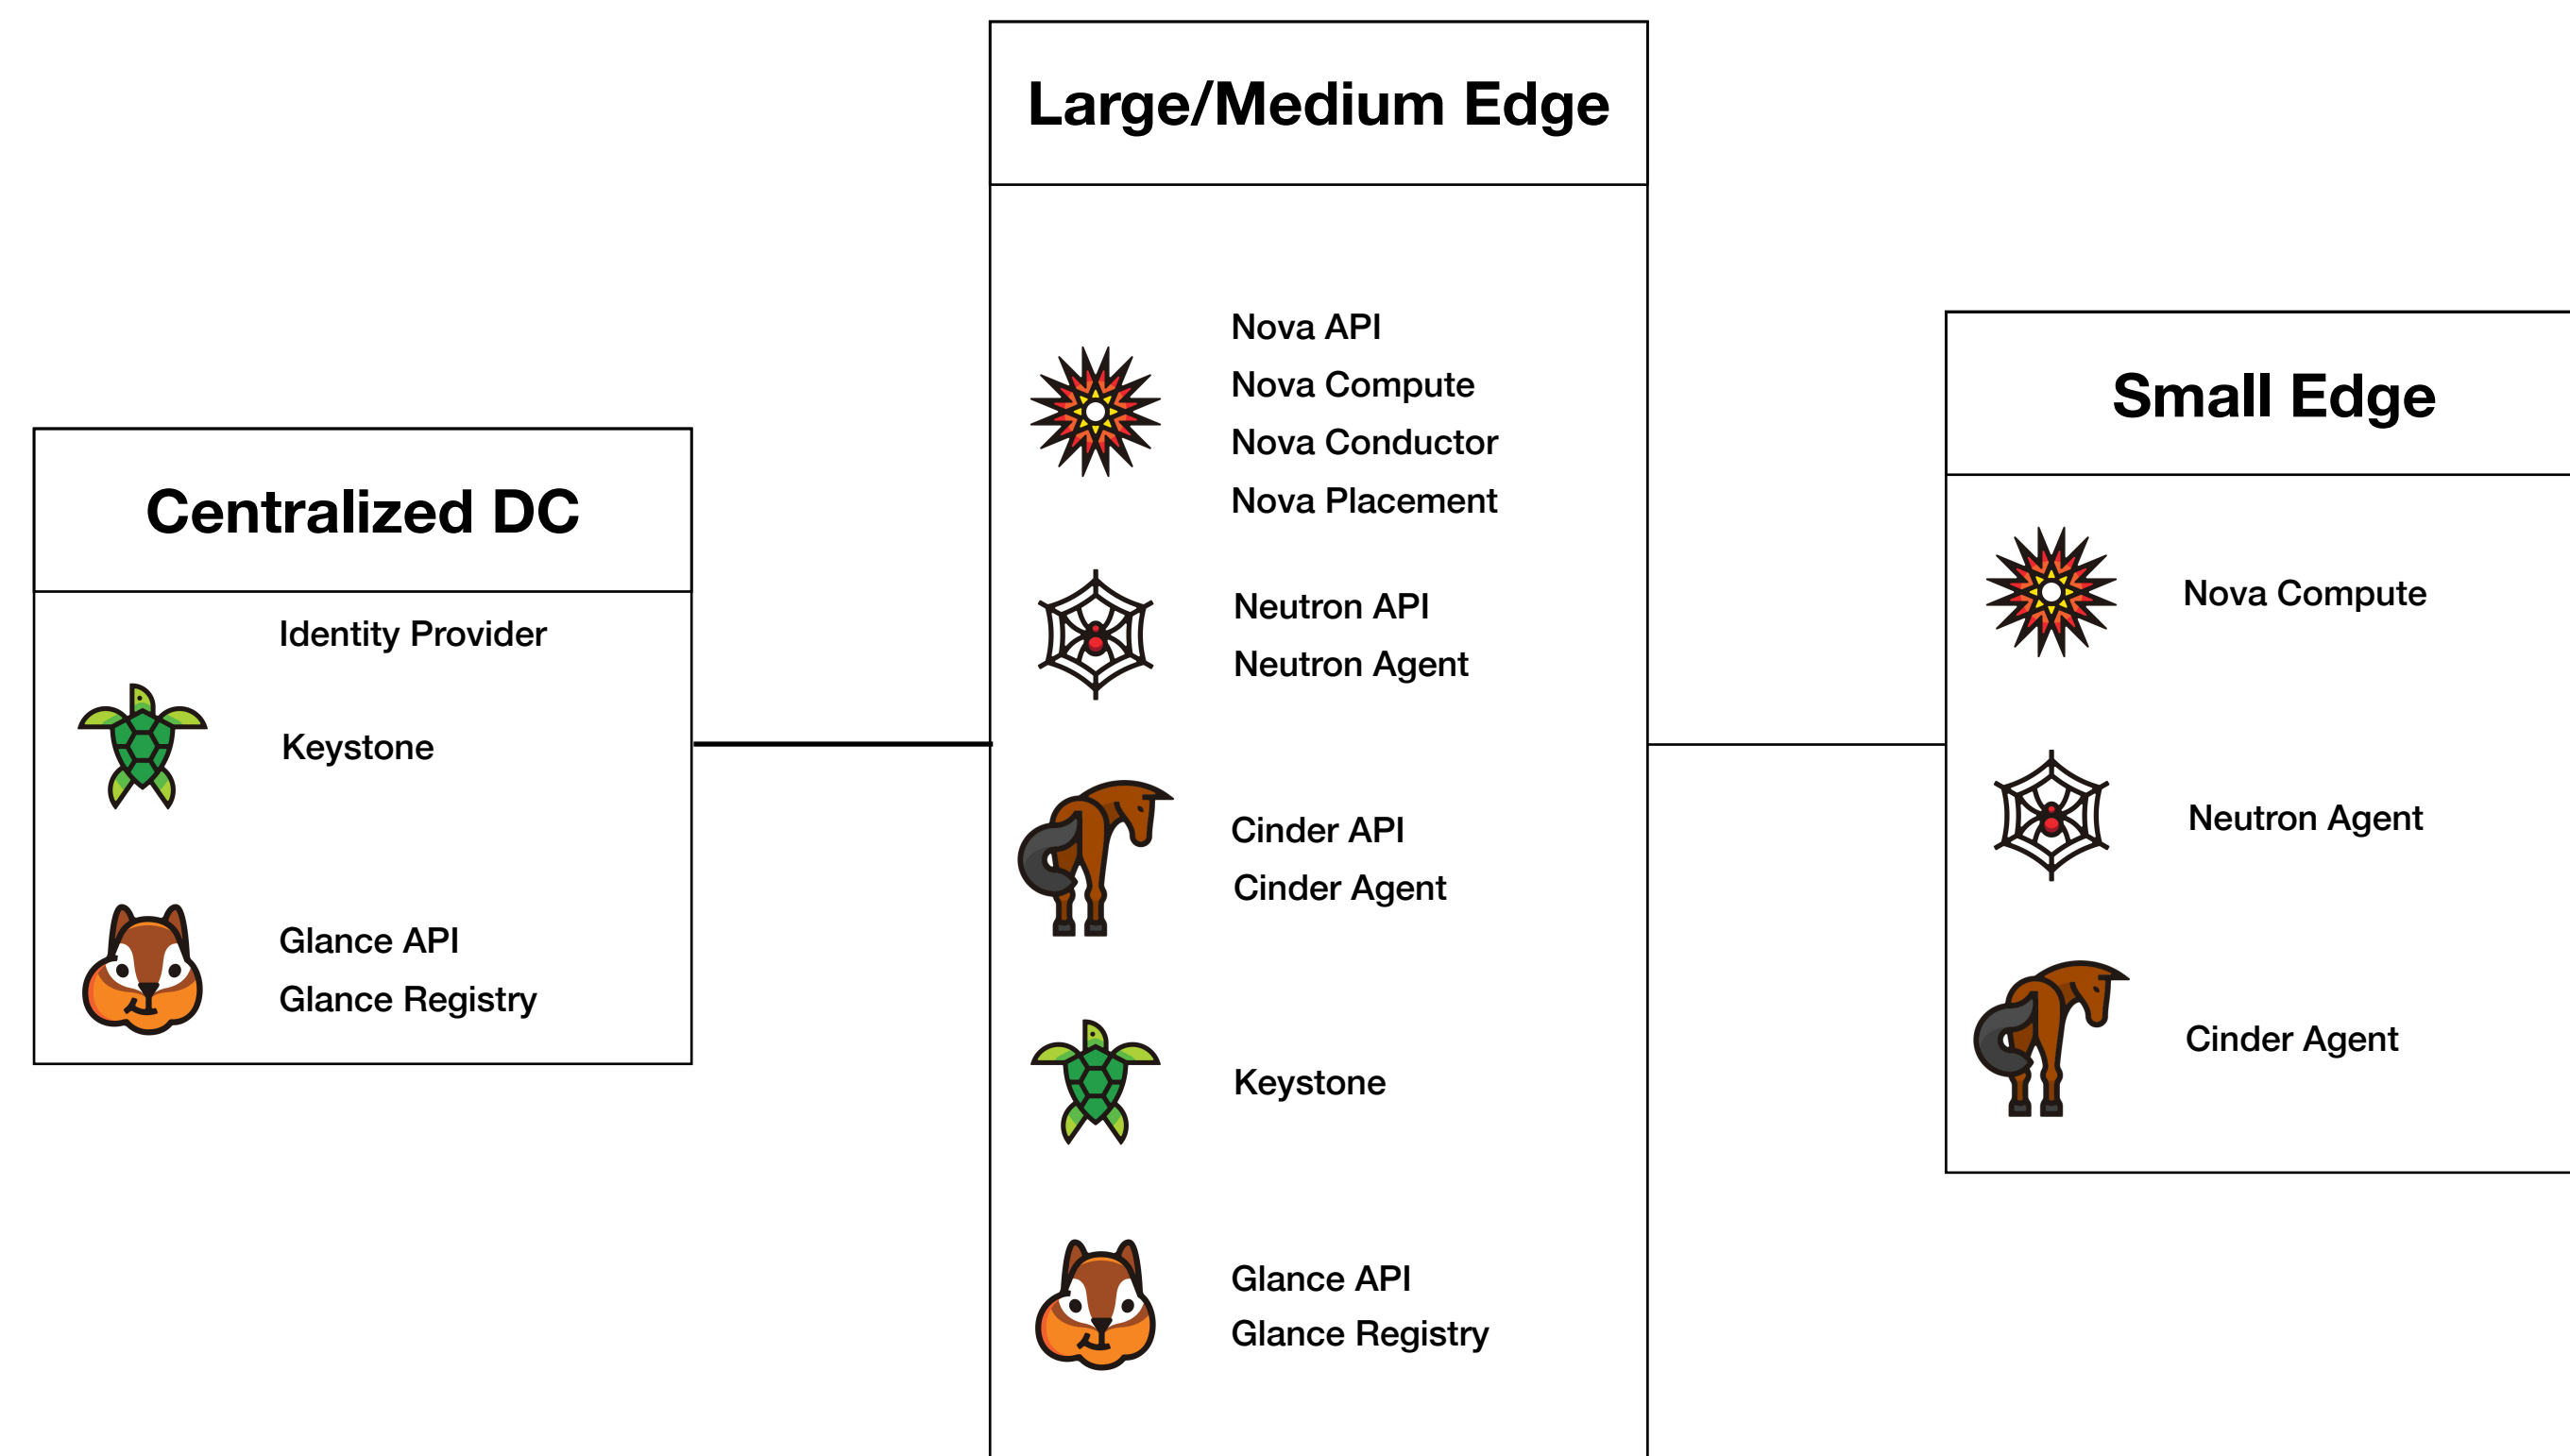 Centralized DC
Identity Provider
Keystone
Glance API
Glance Registry
Large/Medium Edge
Nova API
Nova Compute
Nova Conductor
Nova Placement
Neutron API
Neutron Agent
Cinder API
Cinder Agent
Keystone
Glance API
Glance Registry
Small Edge
Nova Compute
Neutron Agent
Cinder Agent